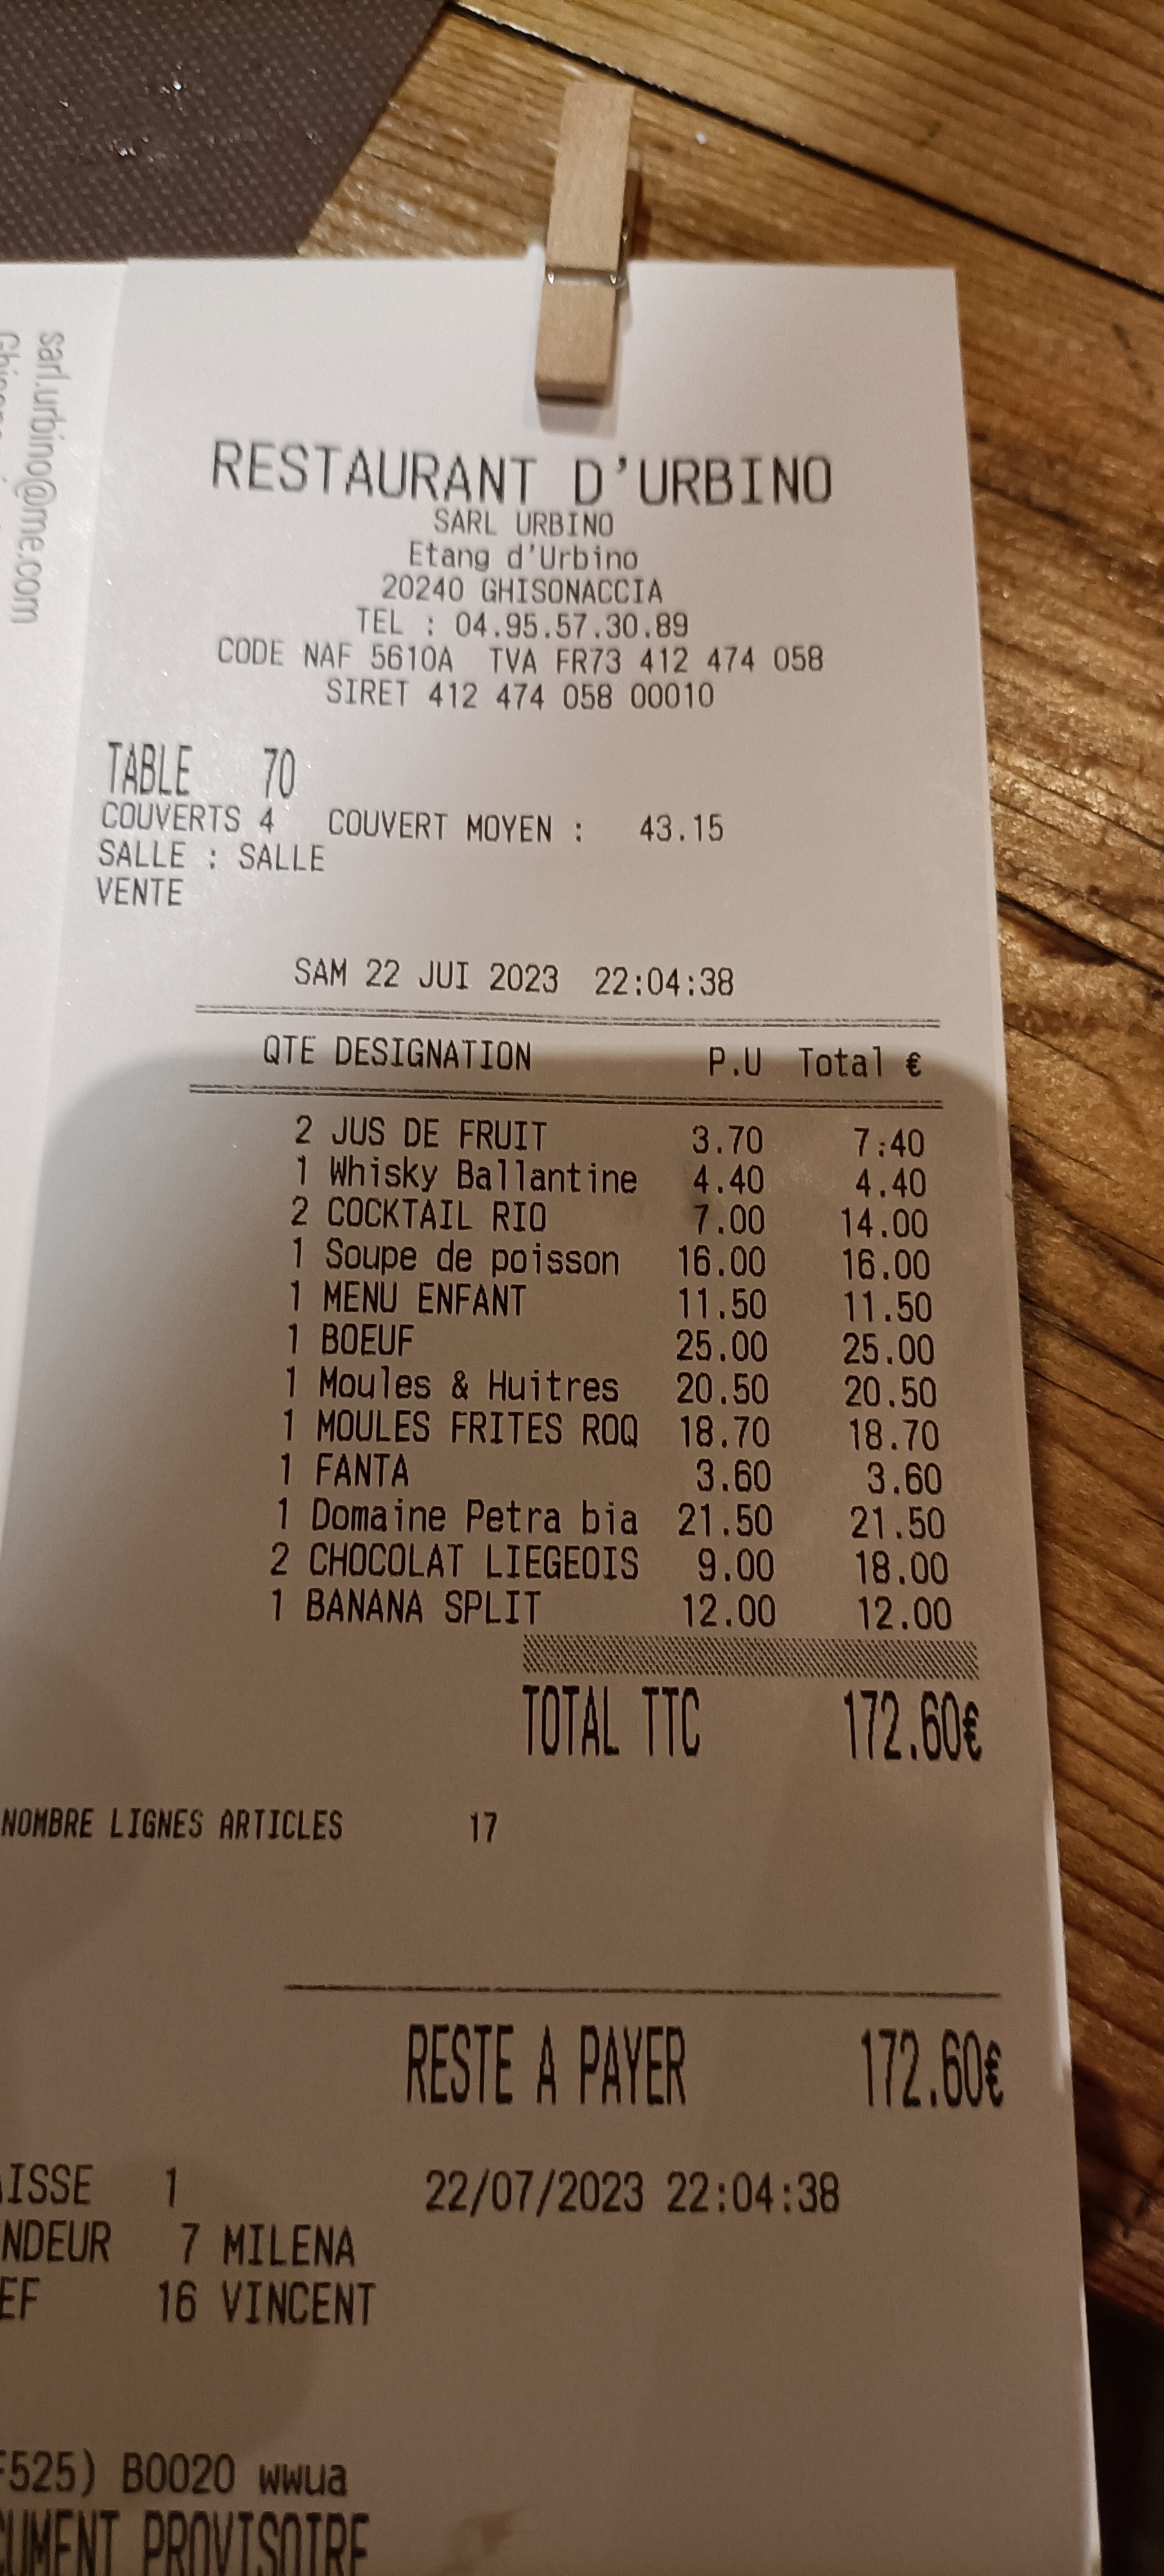 sarl.urbino@me.com
RESTAURANT D'URBINO
SARL URBINO
Etang d'Urbino
20240 GHISONACCIA
TEL : 04.95.57.30.89
CODE NAF 5610A TVA FR73 412 474 058
SIRET 412 474 058 00010
TABLE 70
COUVERTS 4 COUVERT MOYEN : 43.15
SALLE : SALLE
VENTE
SAM 22 JUI 2023 22:04:38
QTE DESIGNATION P.U Total €
2 JUS DE FRUIT 3.70 7.40
1 Whisky Ballantine 4.40 4.40
2 COCKTAIL RIO 7.00 14.00
1 Soupe de poisson 16.00 16.00
1 MENU ENFANT 11.50 11.50
1 BOEUF 25.00 25.00
1 Moules & Huitres 20.50 20.50
1 MOULES FRITES ROQ 18.70 18.70
1 FANTA 3.60 3.60
1 Domaine Petra bia 21.50 21.50
2 CHOCOLAT LIEGEOIS 9.00 18.00
1 BANANA SPLIT 12.00 12.00
TOTAL TTC 172.60€
NOMBRE LIGNES ARTICLES 17
RESTE A PAYER 172.60€
AISSE 1 22/07/2023 22:04:38
NDEUR 7 MILENA
EF 16 VINCENT
F525) B0020 wwua
CUMENT PROVISOIRE